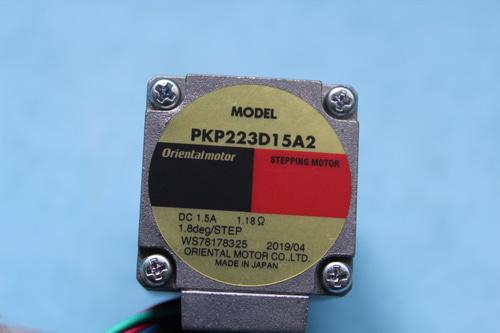 MODEL
PKP223D15A2
Orientalmotor STEPPING MOTOR
DC 1.5A 1.18Ω
1.8deg/STEP
WS78178325 2019/04
ORIENTAL MOTOR CO.,LTD.
MADE IN JAPAN